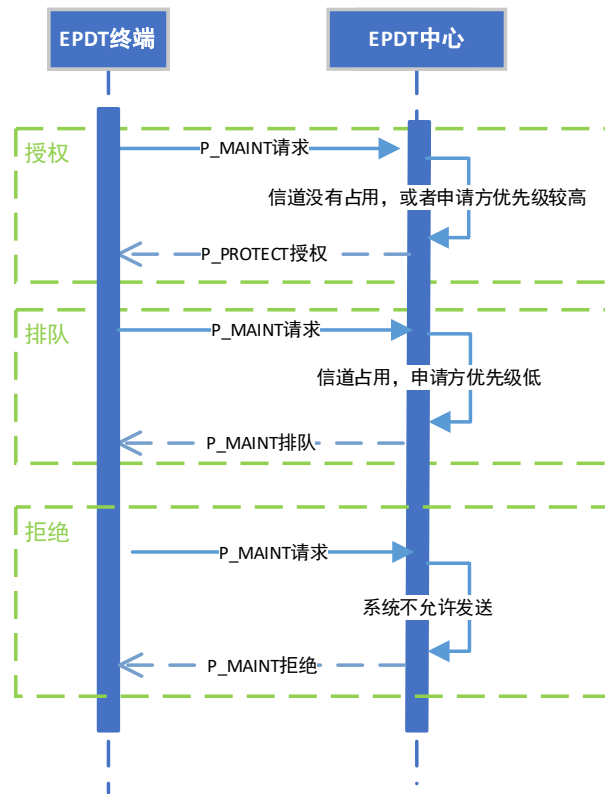 EPDT终端
EPDT中心
授权
P_MAINT请求
信道没有占用，或者申请方优先级较高
P_PROTECT授权
排队
P_MAINT请求
信道占用，申请方优先级低
P_MAINT排队
拒绝
P_MAINT请求
系统不允许发送
P_MAINT拒绝